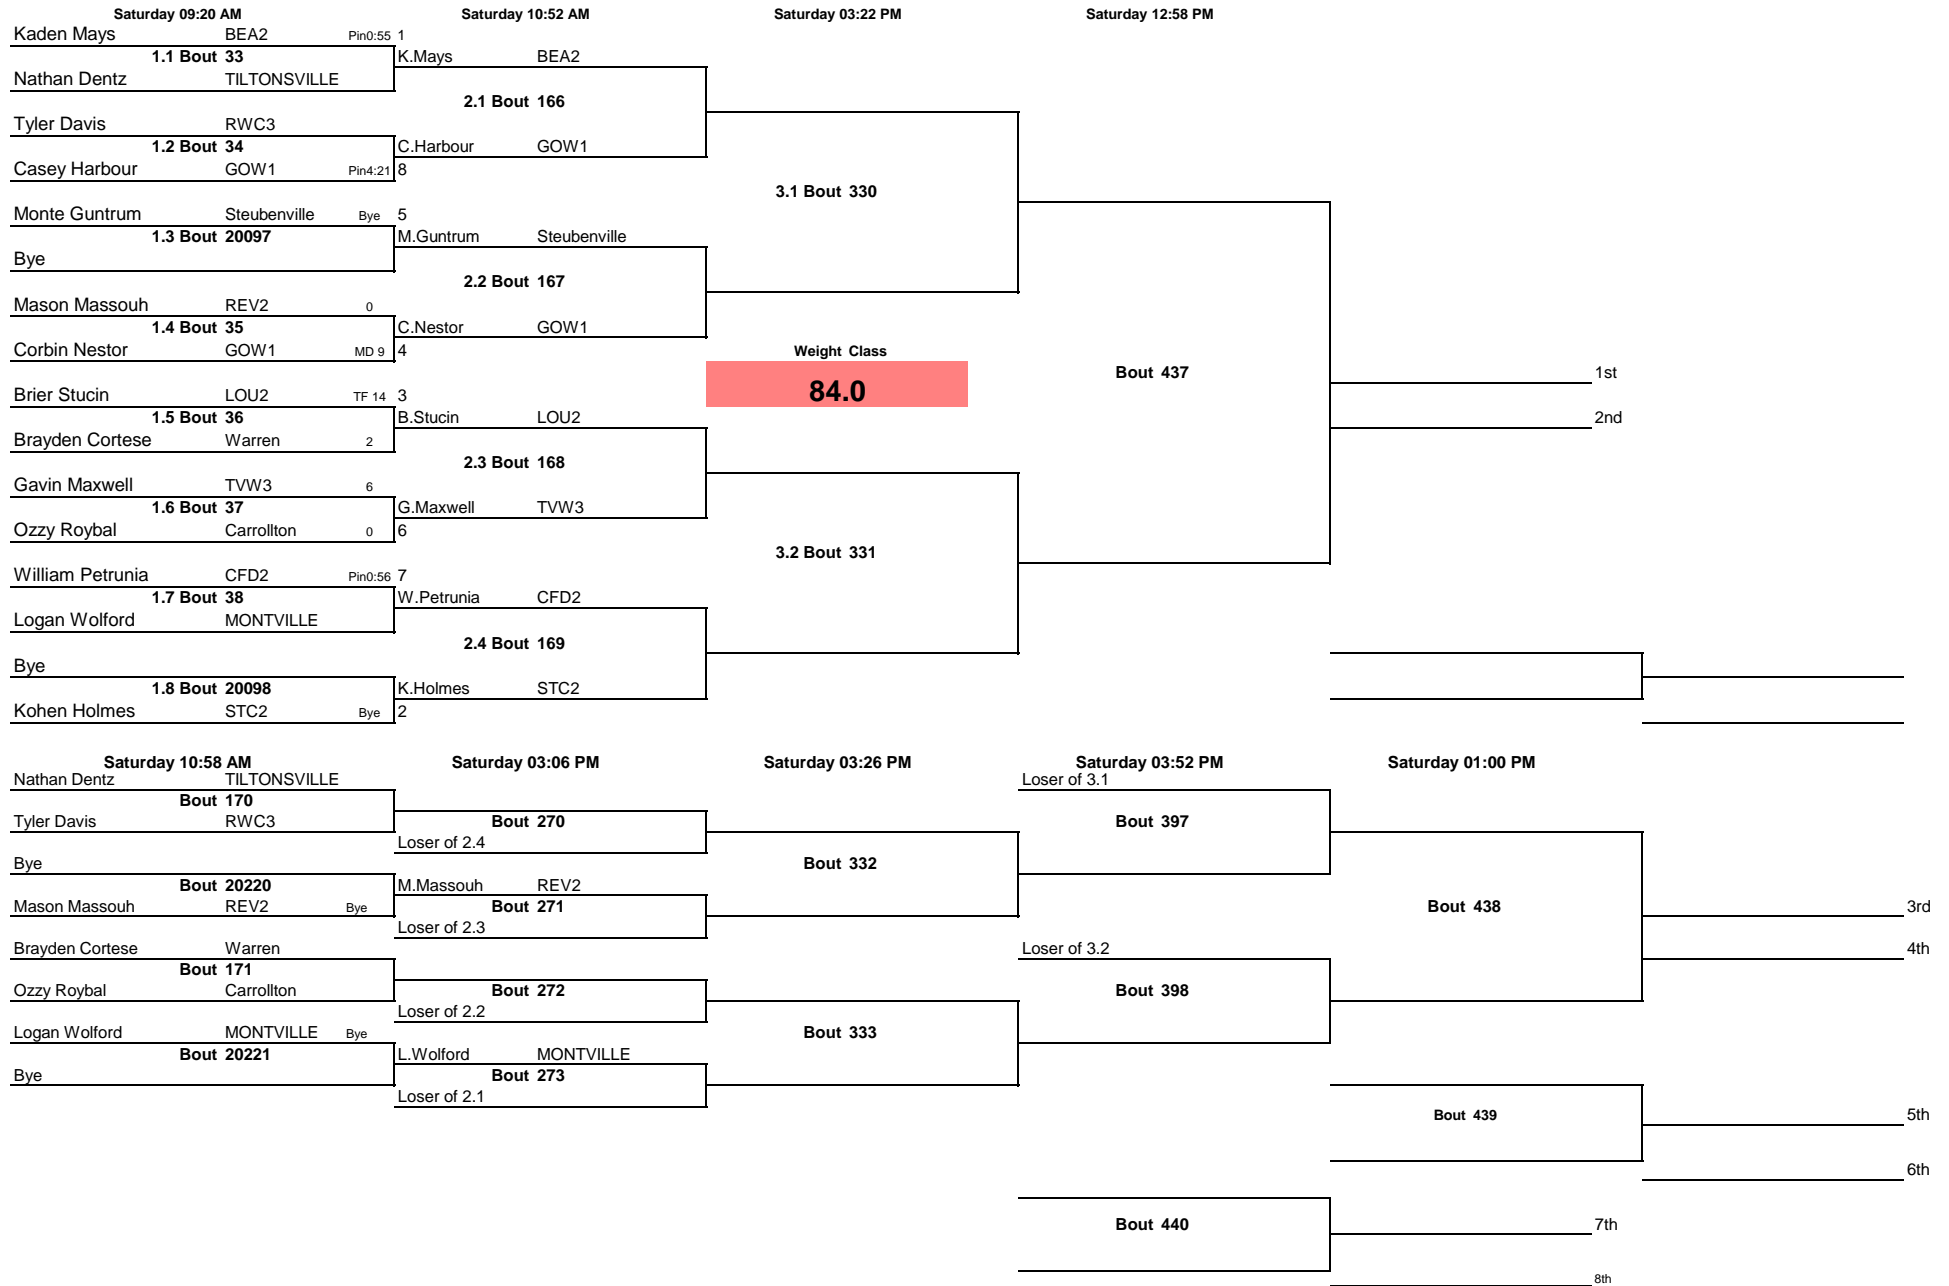 Saturday 09:20 AM Saturday 10:52 AM Saturday 03:22 PM Saturday 12:58 PM
Kaden Mays BEA2 Pin0:55 1
1.1 Bout 33 K.Mays BEA2
Nathan Dentz TILTONSVILLE
2.1 Bout 166
Tyler Davis RWC3
1.2 Bout 34 C.Harbour GOW1
Casey Harbour GOW1 Pin4:21 8
3.1 Bout 330
Monte Guntrum Steubenville Bye 5
1.3 Bout 20097 M.Guntrum Steubenville
Bye
2.2 Bout 167
Mason Massouh REV2 0
1.4 Bout 35 C.Nestor GOW1
Corbin Nestor GOW1 MD 9 4 Weight Class
Bout 437 1st
Brier Stucin LOU2 TF 14 3 84.0
1.5 Bout 36 B.Stucin LOU2 2nd
Brayden Cortese Warren 2
2.3 Bout 168
Gavin Maxwell TVW3 6
1.6 Bout 37 G.Maxwell TVW3
Ozzy Roybal Carrollton 0 6
3.2 Bout 331
William Petrunia CFD2 Pin0:56 7
1.7 Bout 38 W.Petrunia CFD2
Logan Wolford MONTVILLE
2.4 Bout 169
Bye
1.8 Bout 20098 K.Holmes STC2
Kohen Holmes STC2 Bye 2
Saturday 10:58 AM Saturday 03:06 PM Saturday 03:26 PM Saturday 03:52 PM Saturday 01:00 PM
Nathan Dentz TILTONSVILLE Loser of 3.1
Bout 170
Tyler Davis RWC3 Bout 270 Bout 397
Loser of 2.4
Bye Bout 332
Bout 20220 M.Massouh REV2
Mason Massouh REV2 Bye Bout 271 Bout 438 3rd
Loser of 2.3
Brayden Cortese Warren Loser of 3.2 4th
Bout 171
Ozzy Roybal Carrollton Bout 272 Bout 398
Loser of 2.2
Logan Wolford MONTVILLE Bye Bout 333
Bout 20221 L.Wolford MONTVILLE
Bye Bout 273
Loser of 2.1
Bout 439 5th
6th
Bout 440 7th
8th